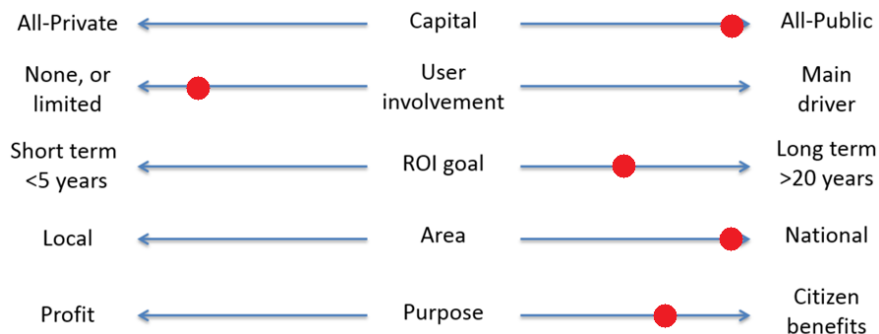 All-Private Capital All-Public
None, or limited User involvement Main driver
Short term <5 years ROI goal Long term >20 years
Local Area National
Profit Purpose Citizen benefits